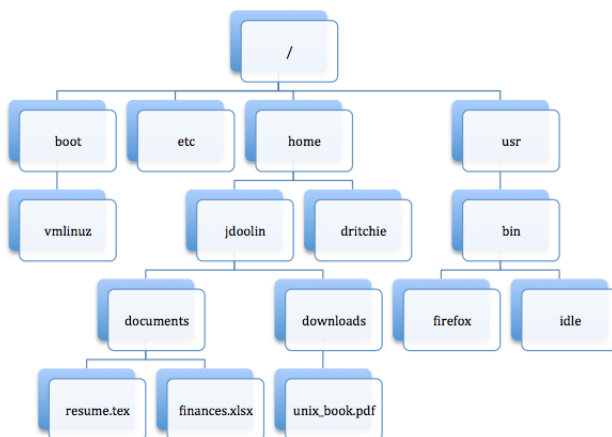 /
boot
etc
home
usr
vmlinuz
jdoolin
dritchie
bin
documents
downloads
firefox
idle
resume.tex
finances.xlsx
unix_book.pdf